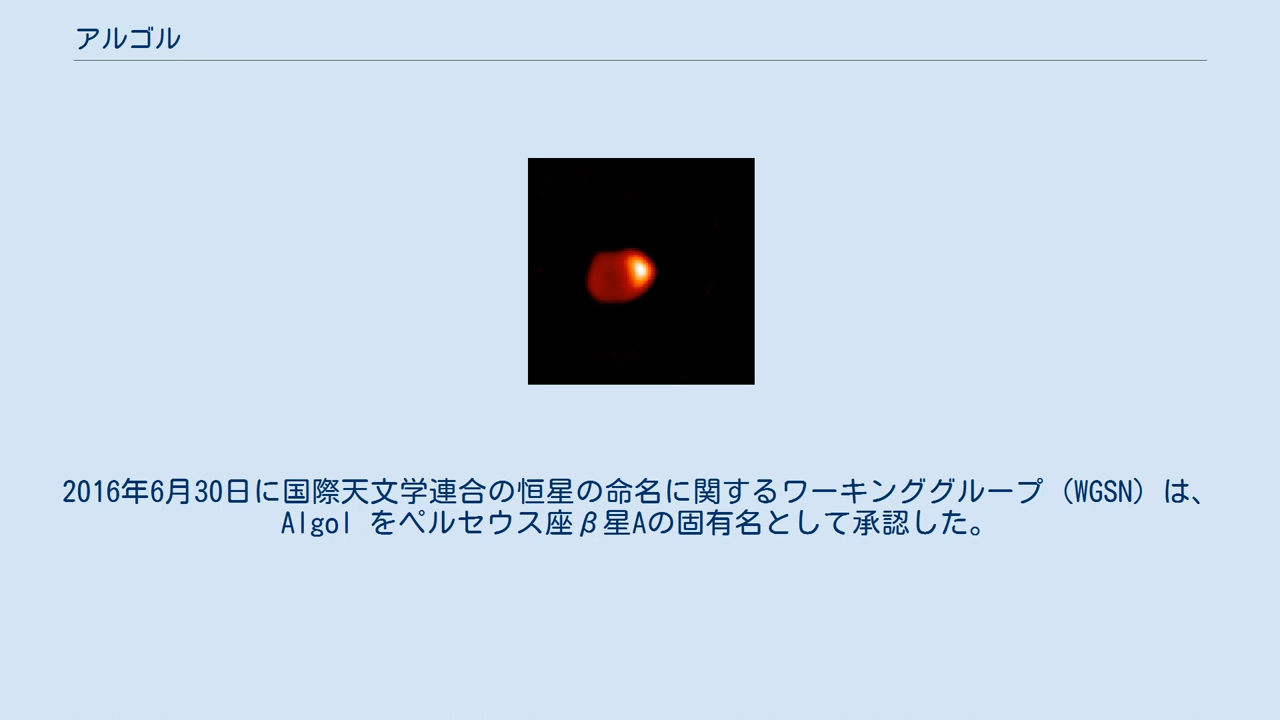 アルゴル
2016年6月30日に国際天文学連合の恒星の命名に関するワーキンググループ（WGSN）は、
Algol をペルセウス座β星Aの固有名として承認した。